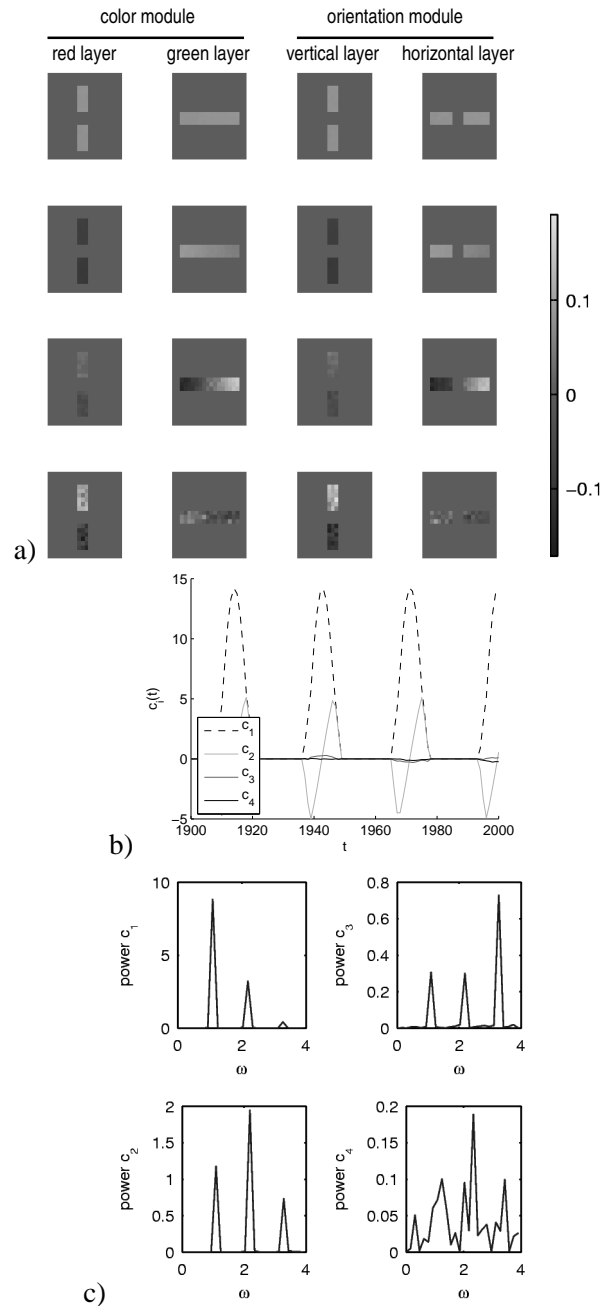 color module orientation module
red layer green layer vertical layer horizontal layer
0.1
0
−0.1
a)
15
10
5
0
−5
c_i(t)
c_1
c_2
c_3
c_4
1900 1920 1940 1960 1980 2000
t
b)
10
5
0
power c_1
0 2 4
ω
0.8
0.6
0.4
0.2
0
power c_3
0 2 4
ω
2
1.5
1
0.5
0
power c_2
0 2 4
ω
0.2
0.15
0.1
0.05
0
power c_4
0 2 4
ω
c)